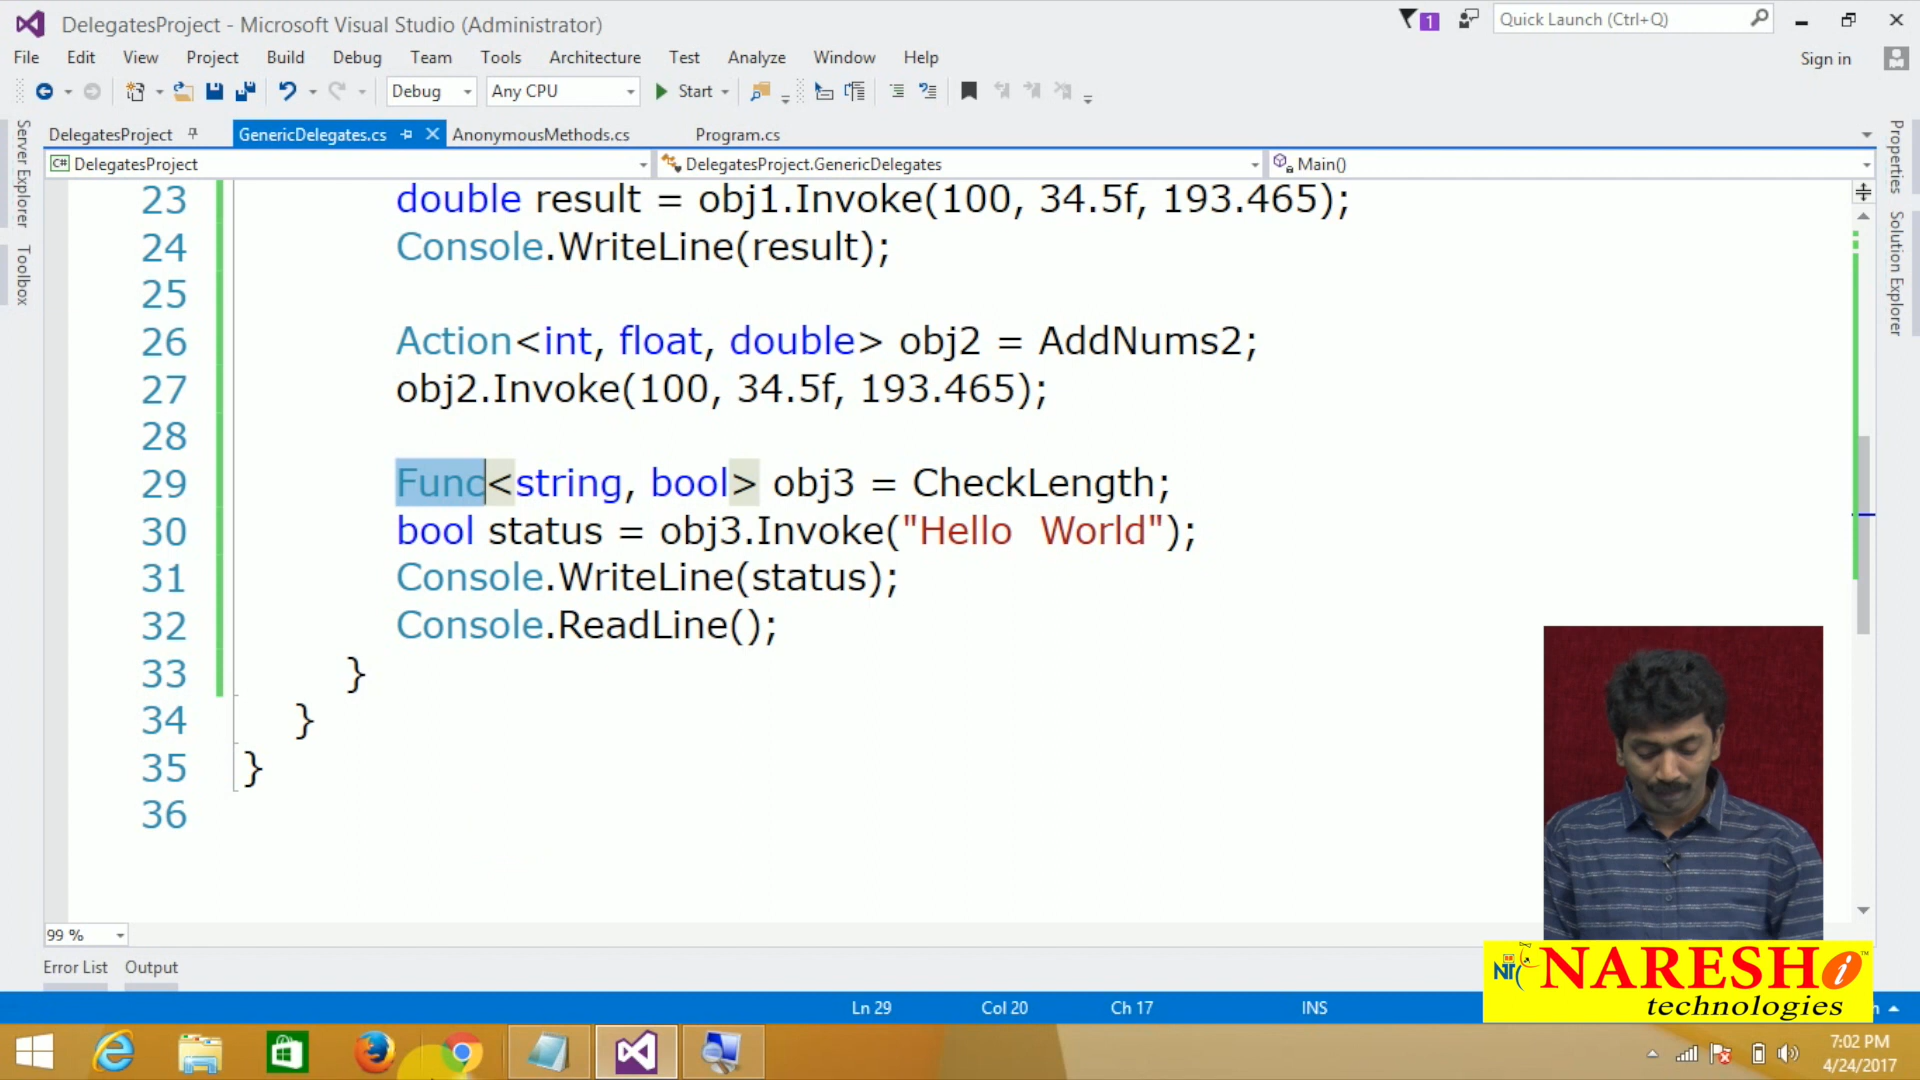 DelegatesProject - Microsoft Visual Studio (Administrator)
1
Quick Launch (Ctrl+Q)
File Edit View Project Build Debug Team Tools Architecture Test Analyze Window Help
Sign in
Debug
Any CPU
Start
DelegatesProject
GenericDelegates.cs
AnonymousMethods.cs
Program.cs
C# DelegatesProject
DelegatesProject.GenericDelegates
Main()
Server Explorer
Toolbox
Properties
Solution Explorer
23 double result = obj1.Invoke(100, 34.5f, 193.465);
24 Console.WriteLine(result);
25
26 Action<int, float, double> obj2 = AddNums2;
27 obj2.Invoke(100, 34.5f, 193.465);
28
29 Func<string, bool> obj3 = CheckLength;
30 bool status = obj3.Invoke("Hello World");
31 Console.WriteLine(status);
32 Console.ReadLine();
33 }
34 }
35 }
36
99 %
Error List Output
Ln 29 Col 20 Ch 17 INS
NARESH i
technologies
7:02 PM
4/24/2017